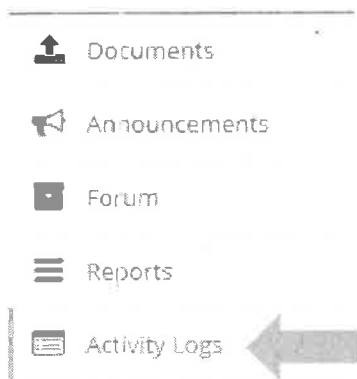 Documents
Announcements
Forum
Reports
Activity Logs